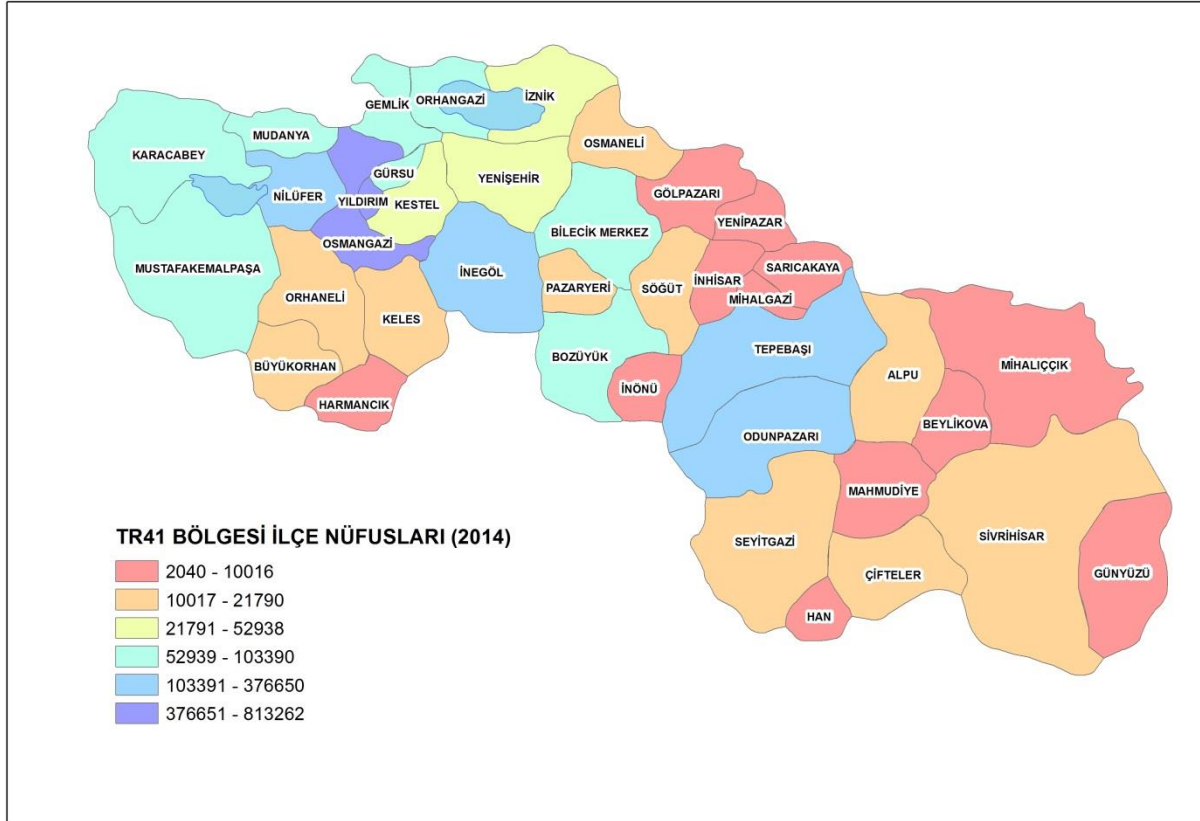 GEMLİK
ORHANGAZİ
İZNİK
MUDANYA
OSMANELİ
KARACABEY
GÜRSU
YENİŞEHİR
GÖLPAZARI
NİLÜFER
YILDIRIM
KESTEL
YENİPAZAR
BİLECİK MERKEZ
OSMANGAZİ
MUSTAFAKEMALPAŞA
İNEGÖL
SARICAKAYA
PAZARYERİ
SÖĞÜT
İNHİSAR
ORHANELİ
MİHALGAZİ
KELES
TEPEBAŞI
BOZÜYÜK
BÜYÜKORHAN
MİHALIÇÇIK
ALPU
İNÖNÜ
HARMANCIK
BEYLİKOVA
ODUNPAZARI
MAHMUDİYE
SİVRİHİSAR
SEYİTGAZİ
ÇİFTELER
GÜNYÜZÜ
HAN
TR41 BÖLGESİ İLÇE NÜFUSLARI (2014)
2040 - 10016
10017 - 21790
21791 - 52938
52939 - 103390
103391 - 376650
376651 - 813262